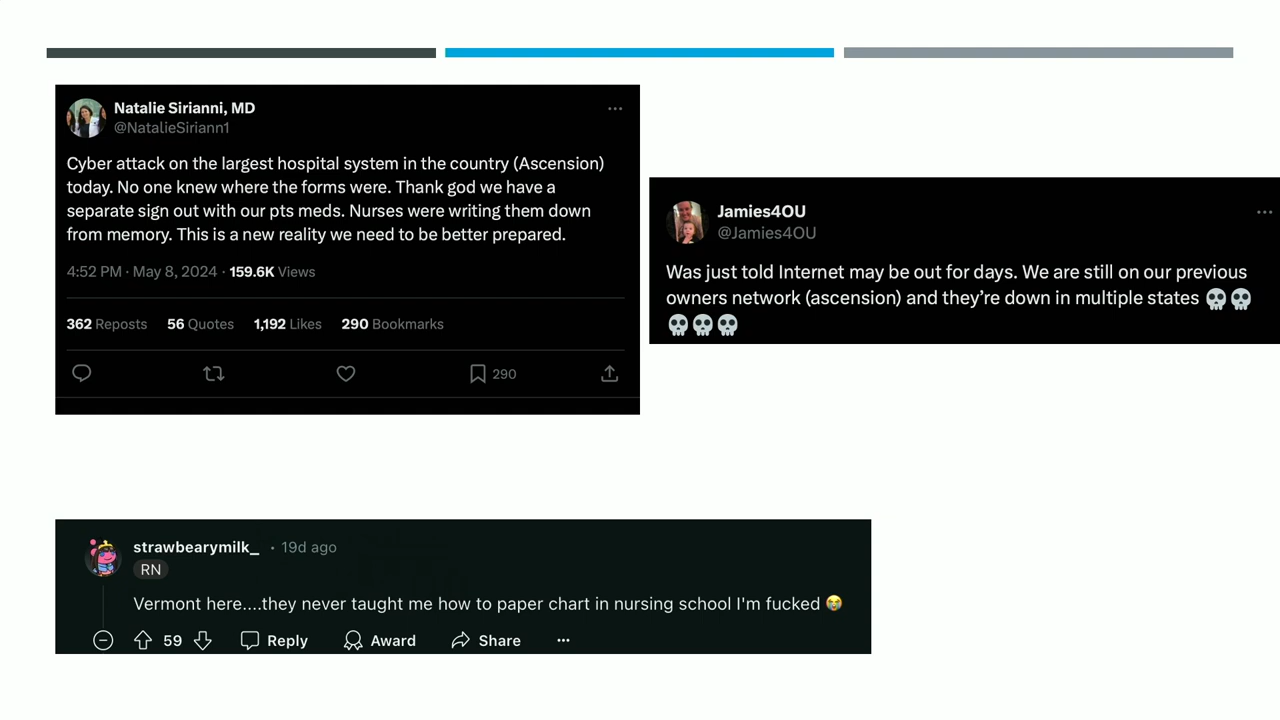 Natalie Sirianni, MD
@NatalieSiriann1
Cyber attack on the largest hospital system in the country (Ascension)
today. No one knew where the forms were. Thank god we have a
separate sign out with our pts meds. Nurses were writing them down
from memory. This is a new reality we need to be better prepared.
4:52 PM · May 8, 2024 · 159.6K Views
362 Reposts 56 Quotes 1,192 Likes 290 Bookmarks
290
Jamies4OU
@Jamies4OU
Was just told Internet may be out for days. We are still on our previous
owners network (ascension) and they’re down in multiple states 💀💀
💀💀💀
strawbearymilk_ • 19d ago
RN
Vermont here....they never taught me how to paper chart in nursing school I'm fucked 😭
59 Reply Award Share ...